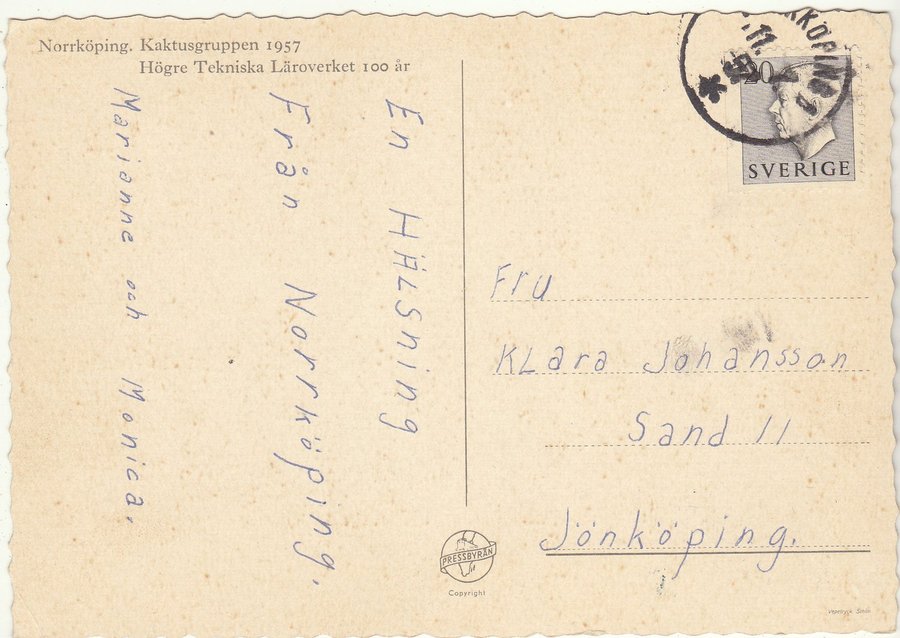 Norrköping. Kaktusgruppen 1957
Högre Tekniska Läroverket 100 år
En HÄLSning
Från Norrköping.
Marianne och Monica.
20
SVERIGE
Fru
KLara Johansson
Sand 11
Jönköping.
PRESSBYRÅN
Copyright